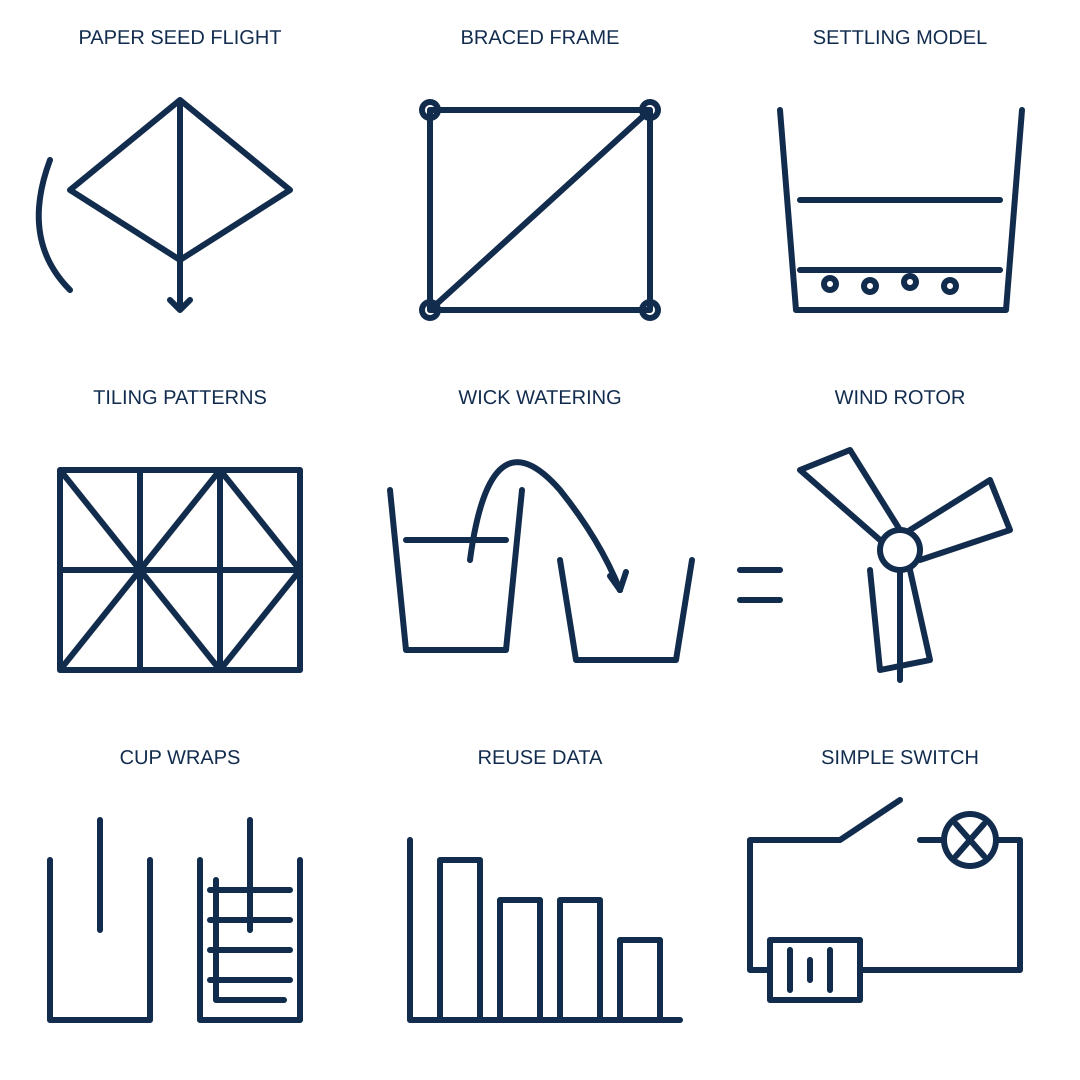 PAPER SEED FLIGHT
BRACED FRAME
SETTLING MODEL
TILING PATTERNS
WICK WATERING
WIND ROTOR
CUP WRAPS
REUSE DATA
SIMPLE SWITCH